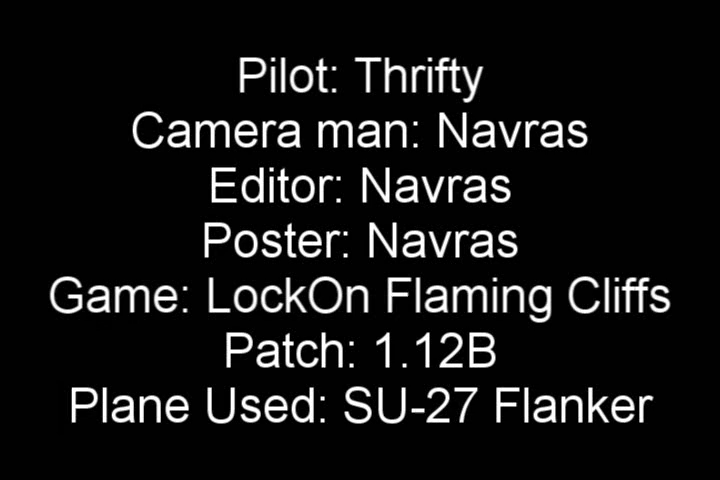 Pilot: Thrifty
Camera man: Navras
Editor: Navras
Poster: Navras
Game: LockOn Flaming Cliffs
Patch: 1.12B
Plane Used: SU-27 Flanker